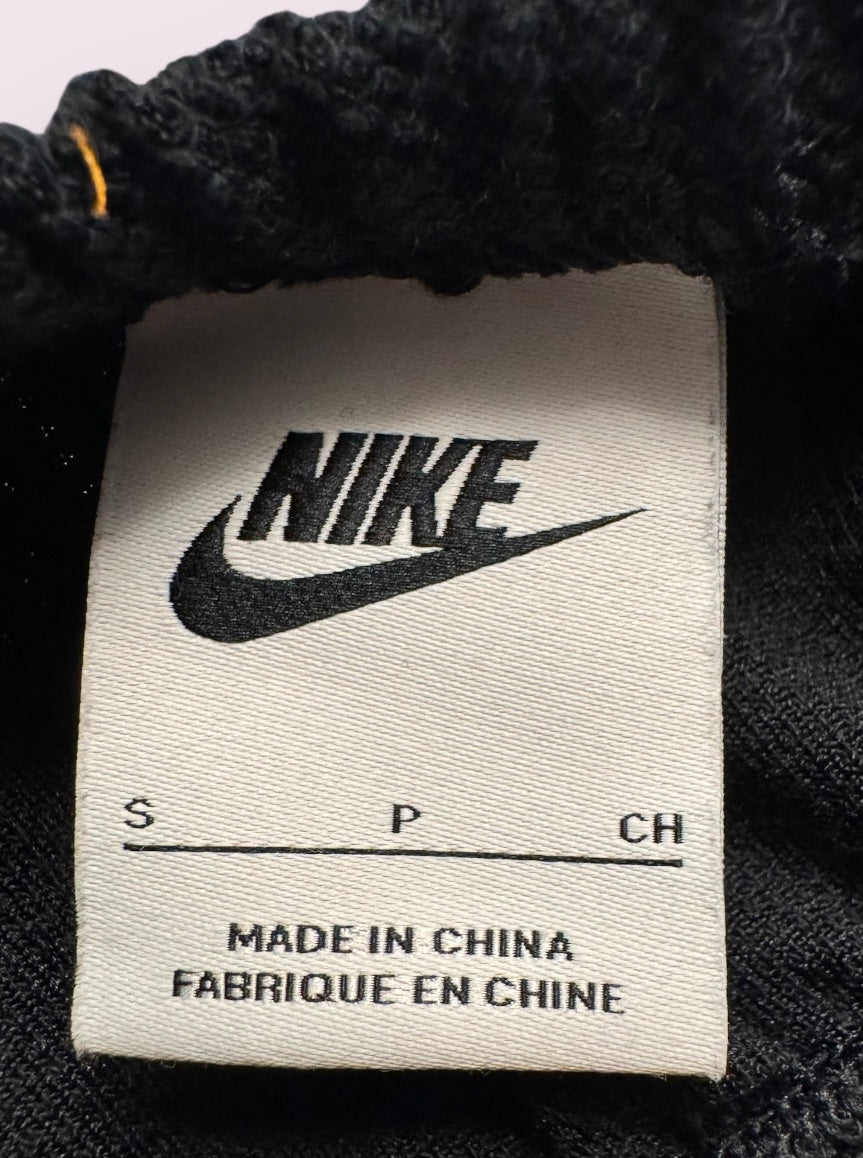 NIKE
S P CH
MADE IN CHINA
FABRIQUE EN CHINE